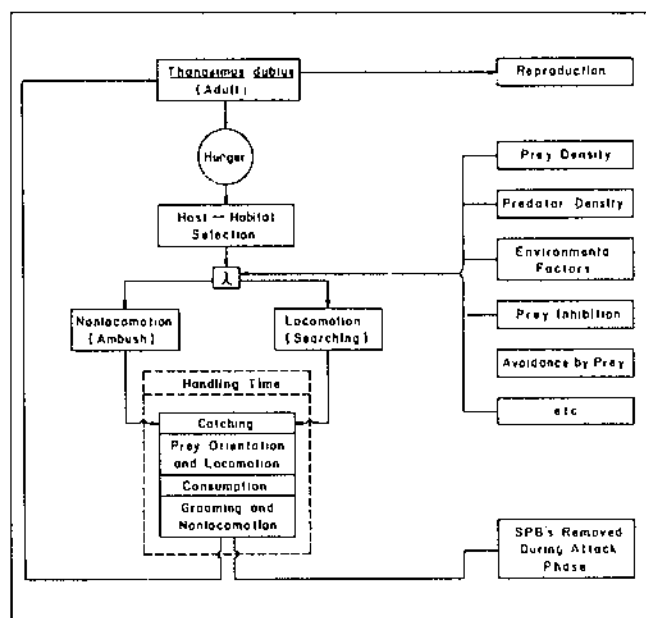 Thanasimus dubius
(Adult)
Reproduction
Hunger
Prey Density
Predator Density
Host — Habitat
Selection
Environmental
Factors
λ
Nonlocomotion
(Ambush)
Locomotion
(Searching)
Prey Inhibition
Avoidance by Prey
etc
Handling Time
Catching
Prey Orientation
and Locomotion
Consumption
Grooming and
Nonlocomotion
SPB's Removed
During Attack
Phase